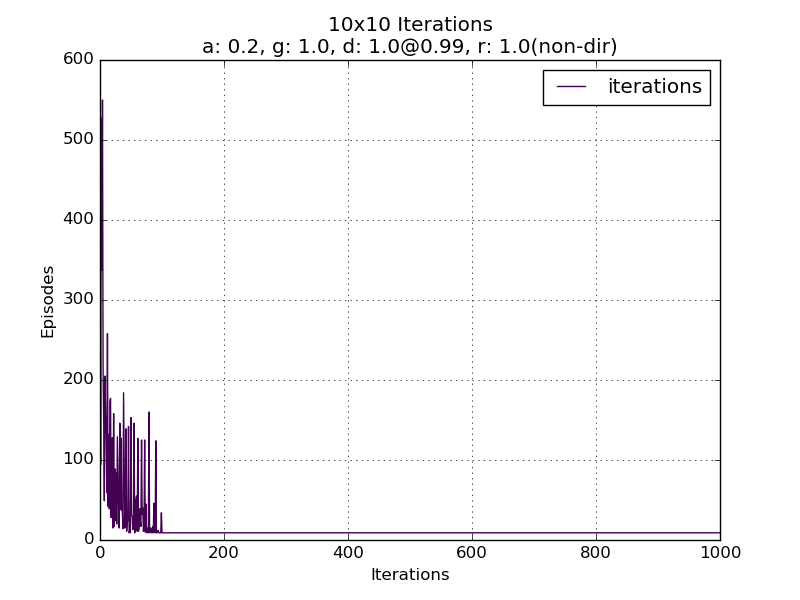 10x10 Iterations
a: 0.2, g: 1.0, d: 1.0@0.99, r: 1.0(non-dir)
iterations
600
500
400
300
200
100
0
Episodes
0 200 400 600 800 1000
Iterations